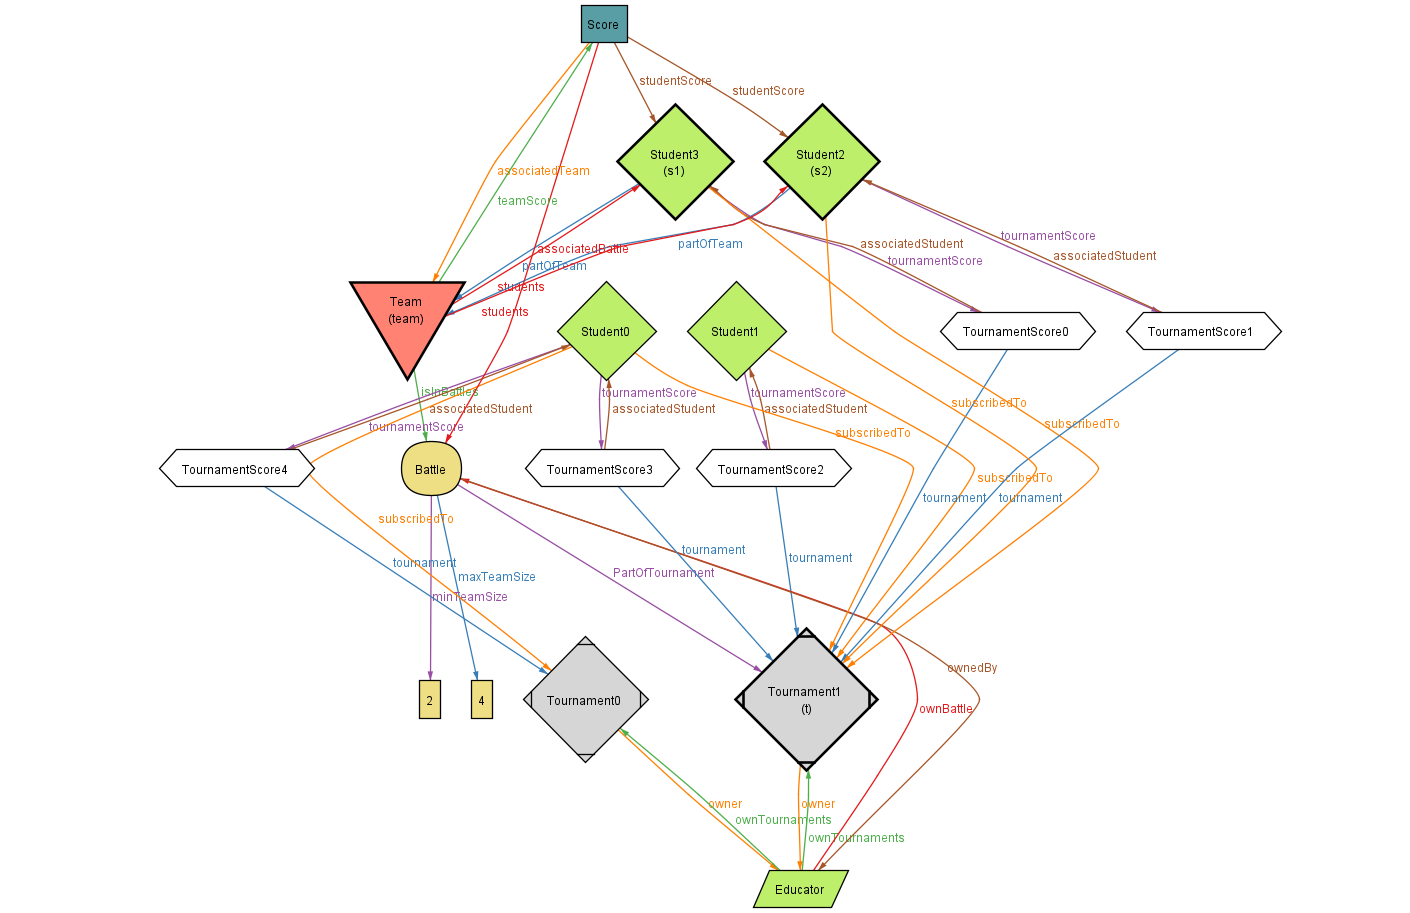 Score
studentScore
studentScore
Student3
(s1)
Student2
(s2)
associatedTeam
teamScore
tournamentScore
associatedBattle
partOfTeam
associatedStudent
associatedStudent
partOfTeam
tournamentScore
students
students
Team
(team)
Student0
Student1
TournamentScore0
TournamentScore1
isInBattles
tournamentScore
tournamentScore
associatedStudent
associatedStudent
associatedStudent
subscribedTo
tournamentScore
subscribedTo
subscribedTo
TournamentScore4
Battle
TournamentScore3
TournamentScore2
subscribedTo
tournament
tournament
subscribedTo
tournament
tournament
tournament
PartOfTournament
maxTeamSize
minTeamSize
ownedBy
2
4
Tournament0
Tournament1
(t)
ownBattle
owner
owner
ownTournaments
ownTournaments
Educator